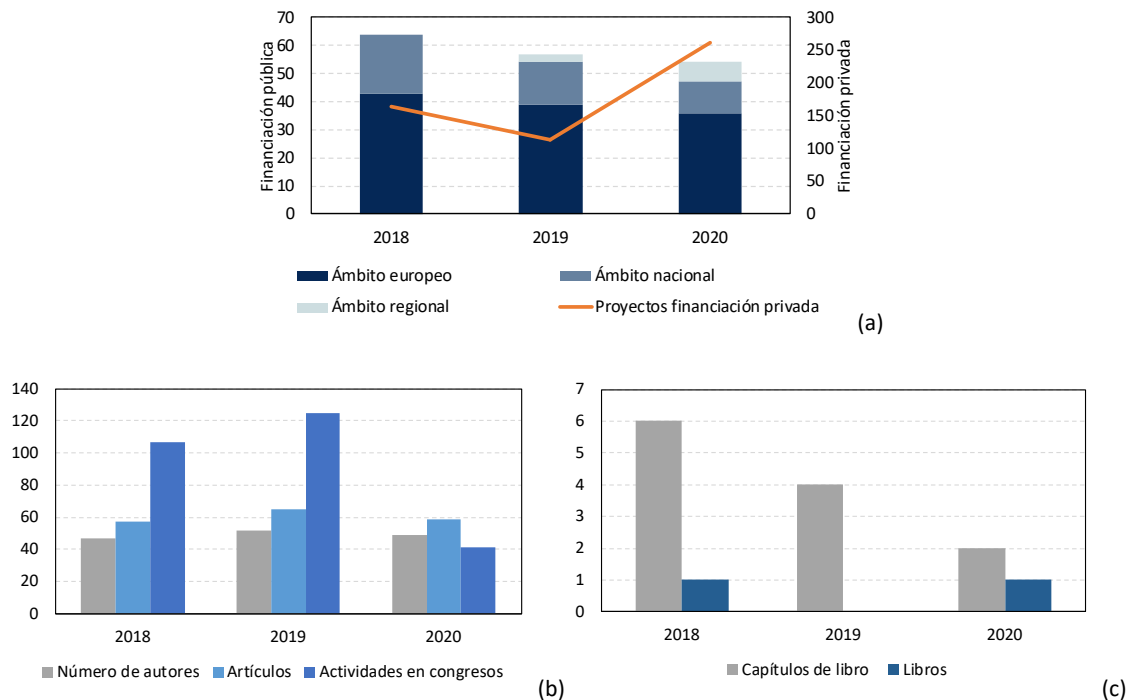 Financiación pública
70
60
50
40
30
20
10
0
300
250
200
150
100
50
0
Financiación privada
2018 2019 2020
Ámbito europeo Ámbito nacional
Ámbito regional Proyectos financiación privada
(a)
140
120
100
80
60
40
20
0
2018 2019 2020
Número de autores Artículos Actividades en congresos
(b)
7
6
5
4
3
2
1
0
2018 2019 2020
Capítulos de libro Libros
(c)